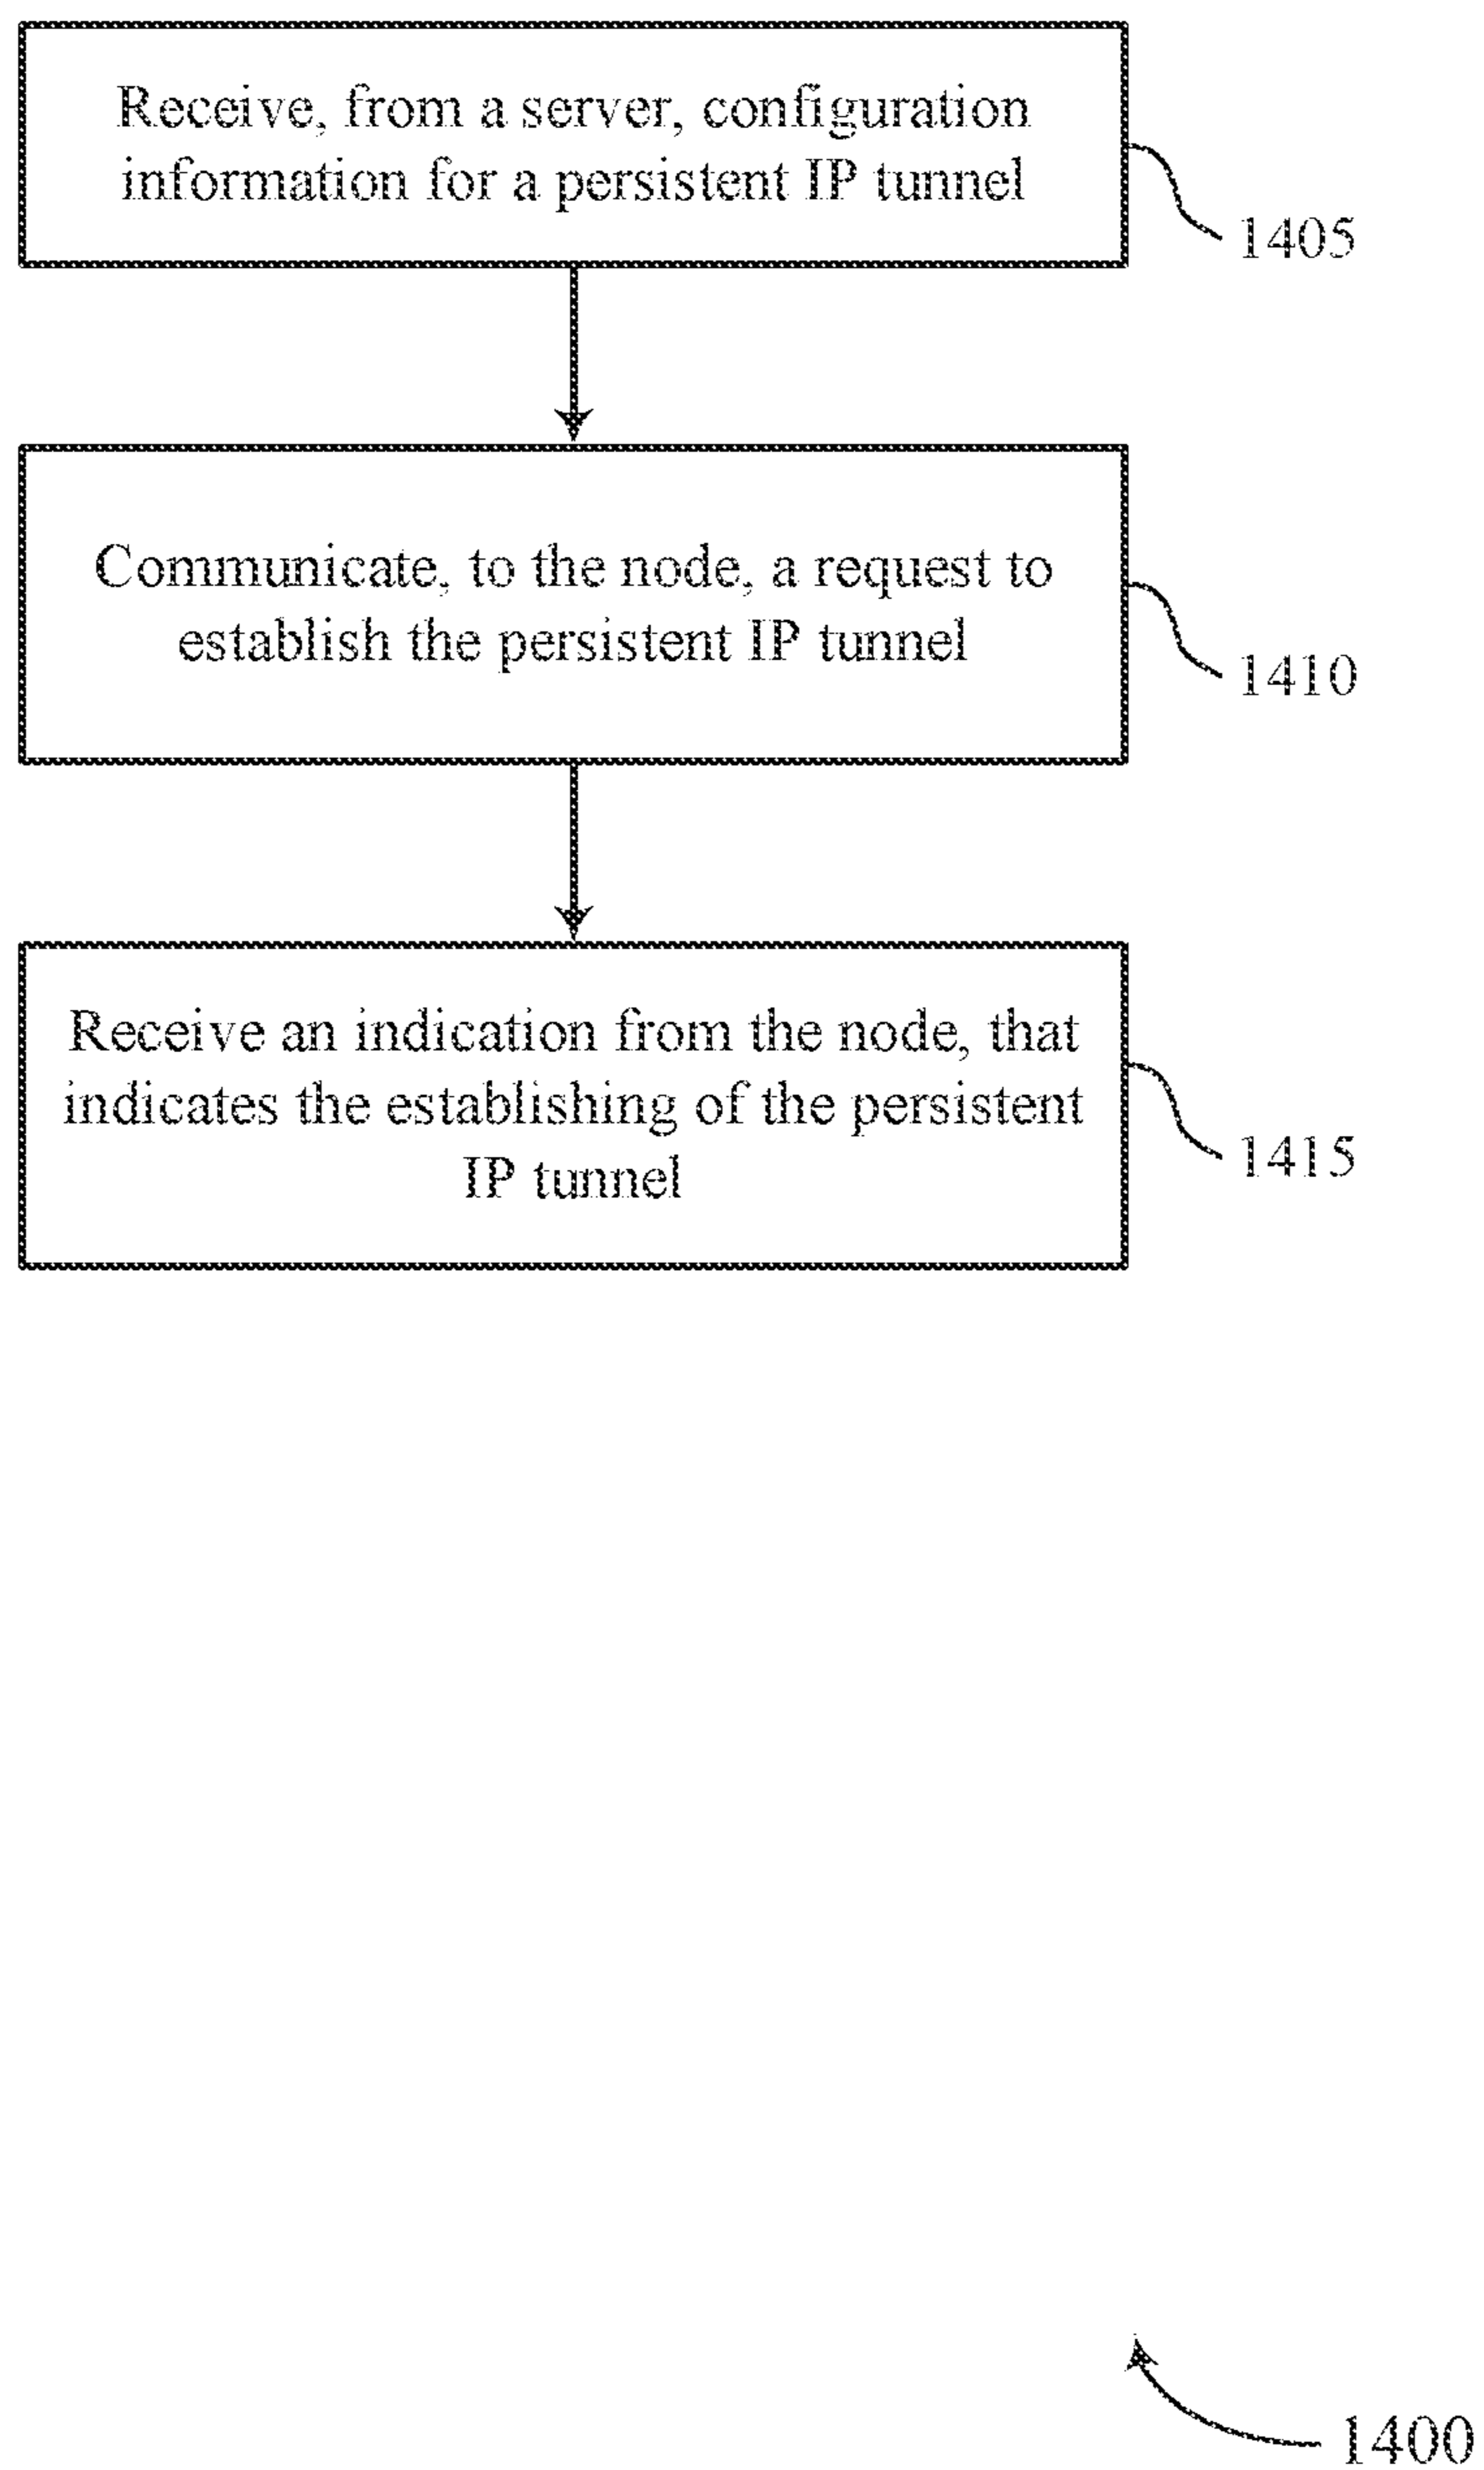 Receive, from a server, configuration
information for a persistent IP tunnel
1405
Communicate, to the node, a request to
establish the persistent IP tunnel
1410
Receive an indication from the node, that
indicates the establishing of the persistent
IP tunnel
1415
1400